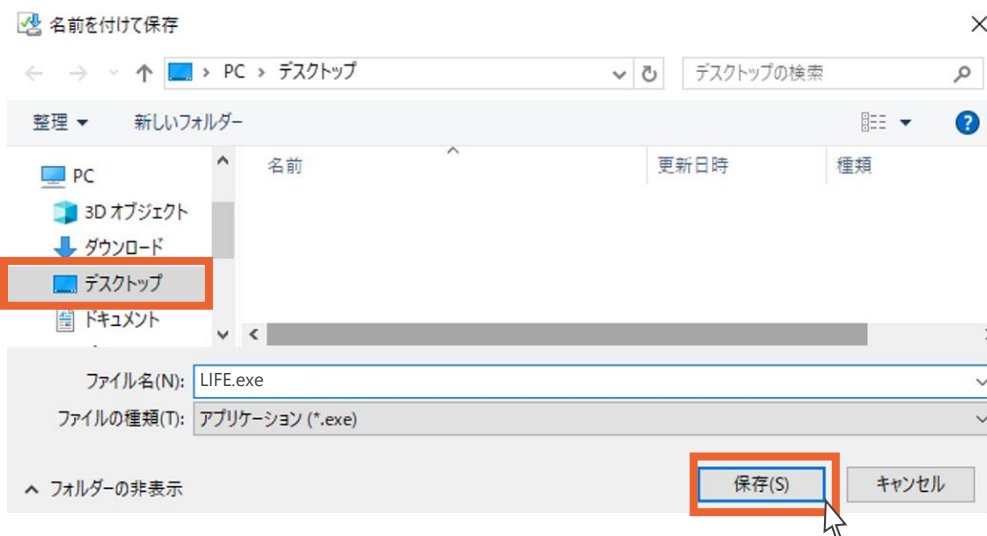 名前を付けて保存
PC › デスクトップ
デスクトップの検索
整理
新しいフォルダー
?
PC
3D オブジェクト
ダウンロード
デスクトップ
ドキュメント
名前
更新日時
種類
ファイル名(N): LIFE.exe
ファイルの種類(T): アプリケーション (*.exe)
フォルダーの非表示
保存(S)
キャンセル